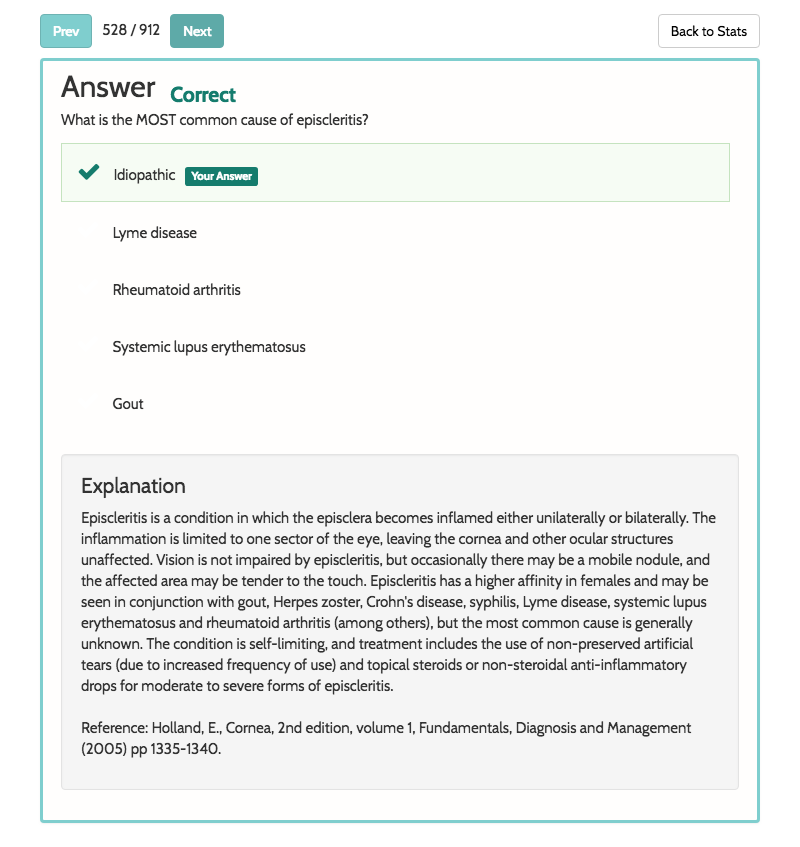 Prev 528 / 912 Next Back to Stats
Answer Correct
What is the MOST common cause of episcleritis?
Idiopathic Your Answer
Lyme disease
Rheumatoid arthritis
Systemic lupus erythematosus
Gout
Explanation
Episcleritis is a condition in which the episclera becomes inflamed either unilaterally or bilaterally. The
inflammation is limited to one sector of the eye, leaving the cornea and other ocular structures
unaffected. Vision is not impaired by episcleritis, but occasionally there may be a mobile nodule, and
the affected area may be tender to the touch. Episcleritis has a higher affinity in females and may be
seen in conjunction with gout, Herpes zoster, Crohn's disease, syphilis, Lyme disease, systemic lupus
erythematosus and rheumatoid arthritis (among others), but the most common cause is generally
unknown. The condition is self-limiting, and treatment includes the use of non-preserved artificial
tears (due to increased frequency of use) and topical steroids or non-steroidal anti-inflammatory
drops for moderate to severe forms of episcleritis.
Reference: Holland, E., Cornea, 2nd edition, volume 1, Fundamentals, Diagnosis and Management
(2005) pp 1335-1340.